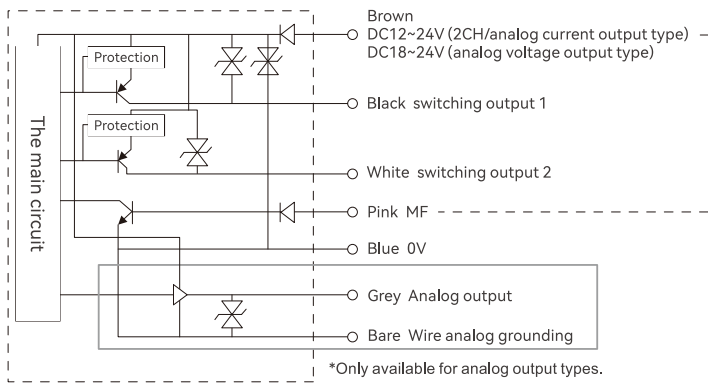 Brown
DC12~24V (2CH/analog current output type)
DC18~24V (analog voltage output type)
Protection
Black switching output 1
Protection
The main circuit
White switching output 2
Pink MF
Blue 0V
Grey Analog output
Bare Wire analog grounding
*Only available for analog output types.